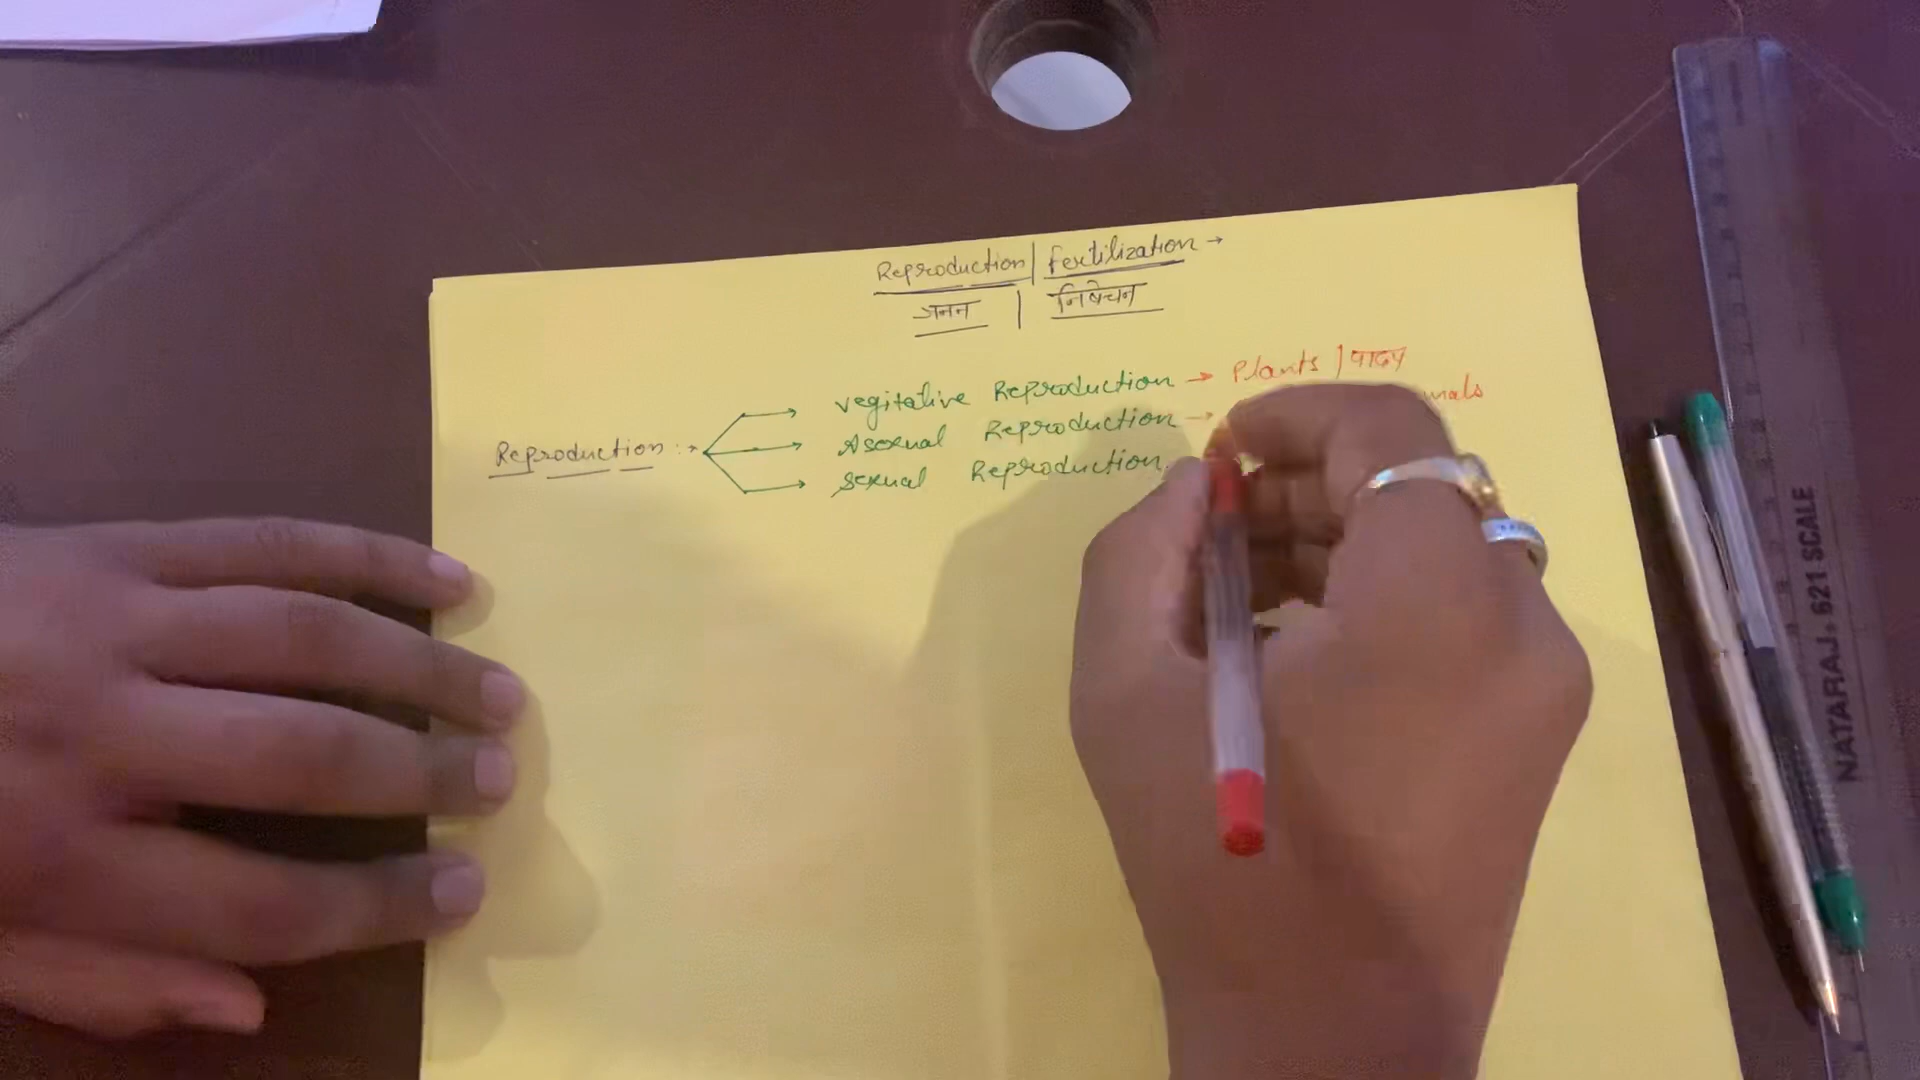 Reproduction | fertilization →
जनन | निषेचन
Reproduction :→
vegitative Reproduction → Plants | पादप
Asexual Reproduction →
sexual Reproduction
NATARAJ. 621 SCALE